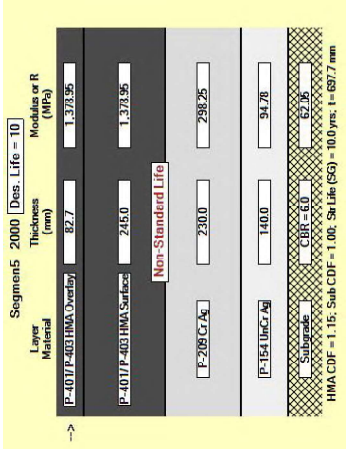 Segmen5 2000 Des. Life = 10
Layer Material Thickness (mm) Modulus or R (MPa)
--> P-401/ P-403 HMA Overlay 82.7 1,378.95
P-401/ P-403 HMA Surface 245.0 1,378.95
Non-Standard Life
P-209 Cr Ag 230.0 298.25
P-154 UnCr Ag 140.0 94.78
Subgrade CBR = 6.0 62.05
HMA CDF = 1.15; Sub CDF = 1.00; Str Life (SG) = 10.0 yrs; t = 697.7 mm